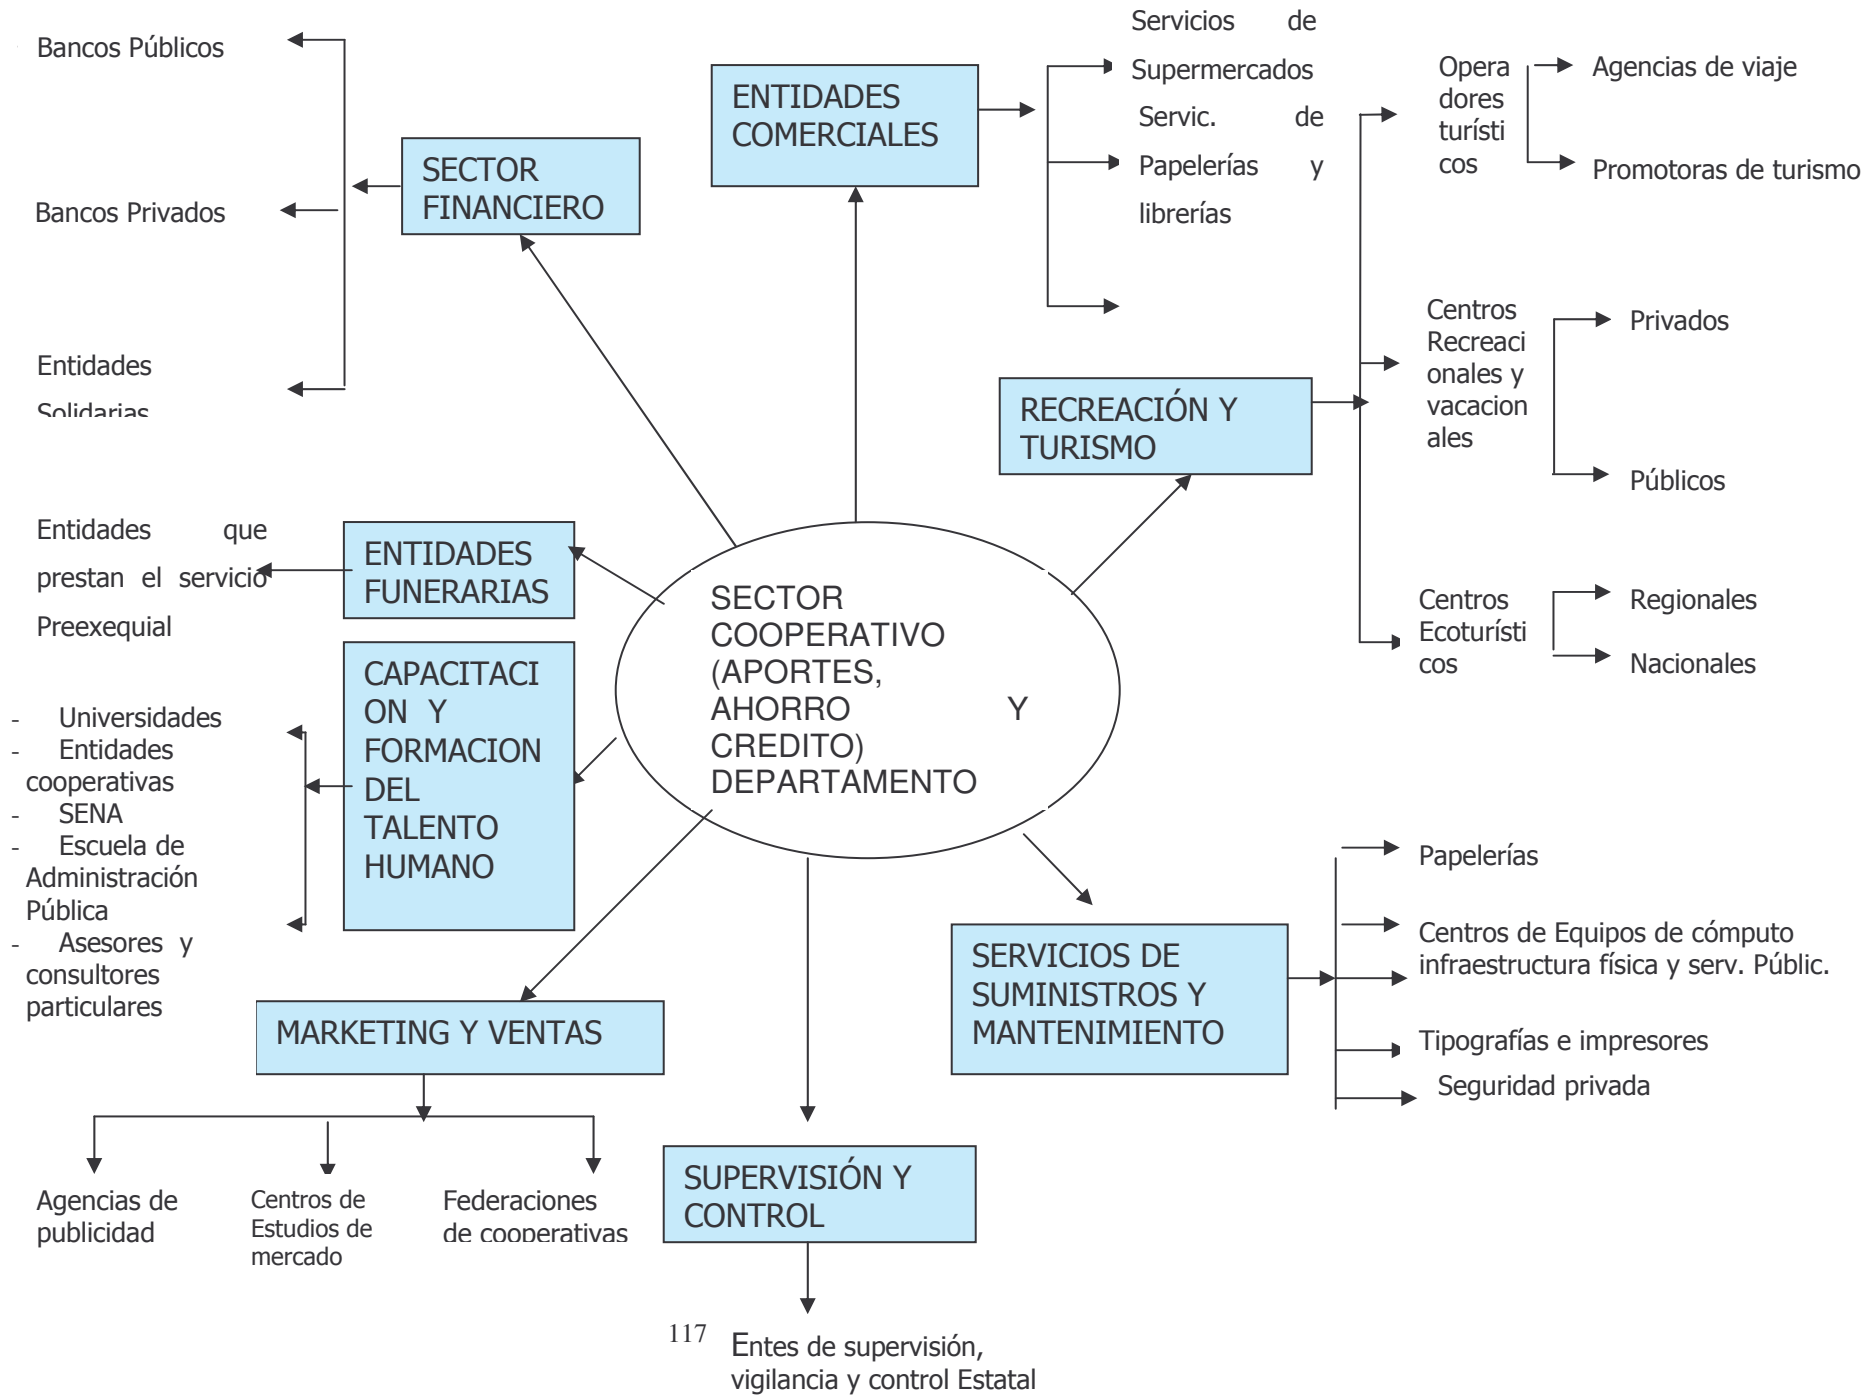 Bancos Públicos
Bancos Privados
Entidades
Solidarias
SECTOR
FINANCIERO
ENTIDADES
COMERCIALES
Servicios de
Supermercados
Servic. de
Papelerías y
librerías
Opera
dores
turísti
cos
Agencias de viaje
Promotoras de turismo
RECREACIÓN Y
TURISMO
Centros
Recreaci
onales y
vacacion
ales
Privados
Públicos
Centros
Ecoturísti
cos
Regionales
Nacionales
Entidades que
prestan el servicio
Preexequial
ENTIDADES
FUNERARIAS
SECTOR
COOPERATIVO
(APORTES,
AHORRO Y
CREDITO)
DEPARTAMENTO
CAPACITACI
ON Y
FORMACION
DEL
TALENTO
HUMANO
- Universidades
- Entidades
cooperativas
- SENA
- Escuela de
Administración
Pública
- Asesores y
consultores
particulares
SERVICIOS DE
SUMINISTROS Y
MANTENIMIENTO
Papelerías
Centros de Equipos de cómputo
infraestructura física y serv. Públic.
Tipografías e impresores
Seguridad privada
MARKETING Y VENTAS
Agencias de
publicidad
Centros de
Estudios de
mercado
Federaciones
de cooperativas
SUPERVISIÓN Y
CONTROL
117
Entes de supervisión,
vigilancia y control Estatal